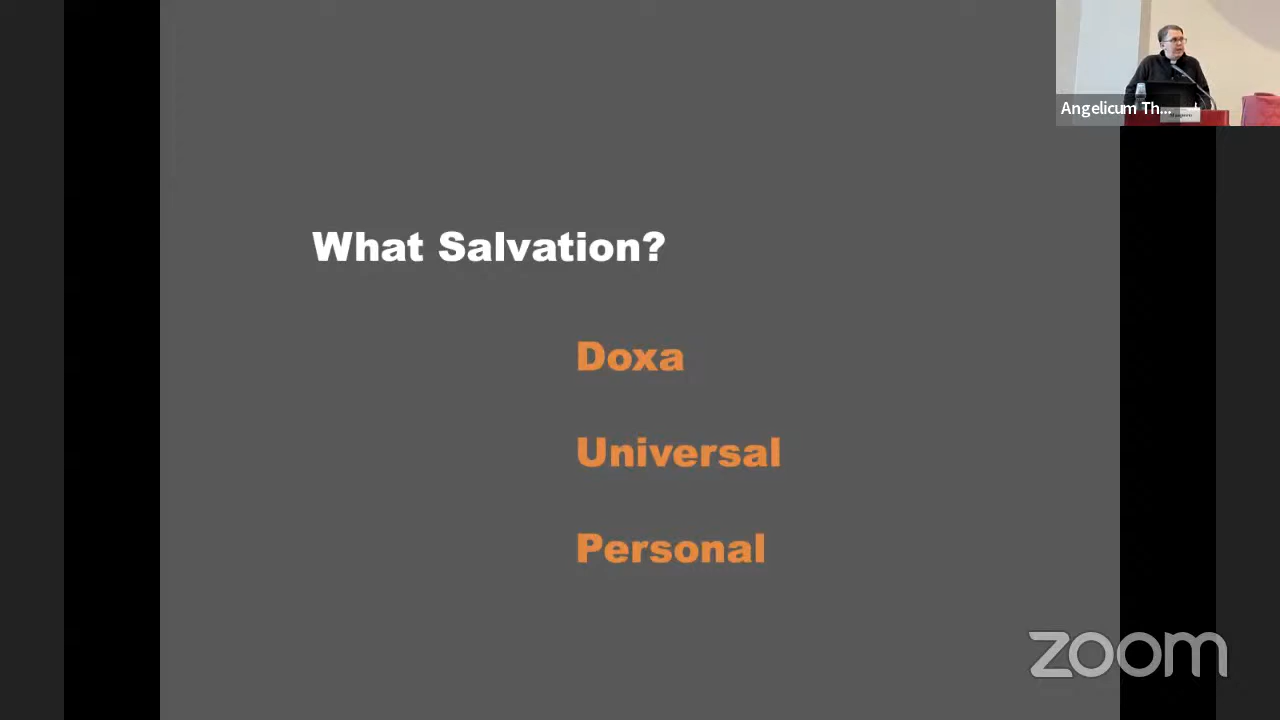 What Salvation?
Doxa
Universal
Personal
Angelicum Th...
zoom